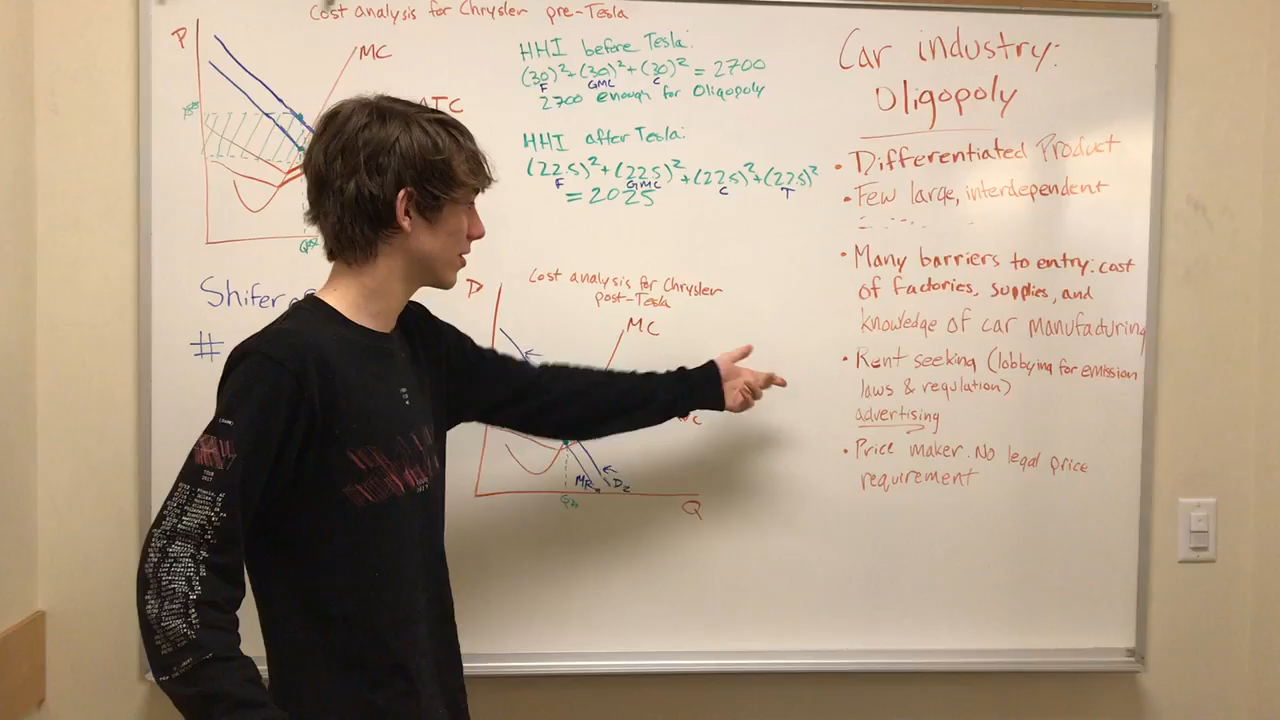 Cost analysis for Chrysler pre-Tesla
P
MC
ATC
HHI before Tesla:
(30)²+(30)²+(30)² = 2700
F GMC C
2700 enough for Oligopoly
HHI after Tesla:
(22.5)²+(22.5)²+(22.5)²+(22.5)²
F GMC C T
= 2025
Shifer
#
Cost analysis for Chrysler
post-Tesla
P
MC
MR D2
Q
Car industry:
Oligopoly
• Differentiated Product
• Few large, interdependent
• Many barriers to entry: cost
of factories, supplies, and
knowledge of car manufacturing
• Rent seeking (lobbying for emission
laws & regulation)
advertising
• Price maker. No legal price
requirement